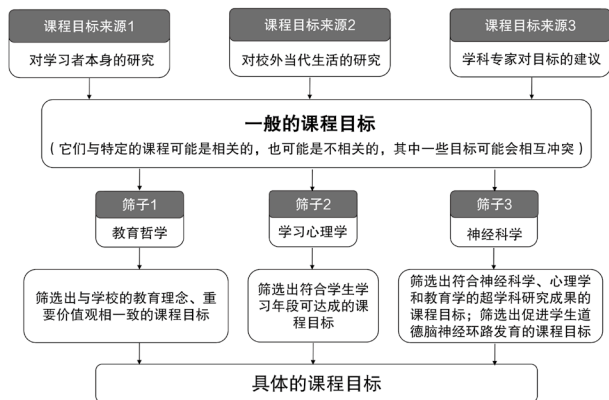 课程目标来源1
课程目标来源2
课程目标来源3
对学习者本身的研究
对校外当代生活的研究
学科专家对目标的建议
一般的课程目标
（它们与特定的课程可能是相关的，也可能是不相关的，其中一些目标可能会相互冲突）
筛子1
筛子2
筛子3
教育哲学
学习心理学
神经科学
筛选出与学校的教育理念、重
要价值观相一致的课程目标
筛选出符合学生学
习年段可达成的课
程目标
筛选出符合神经科学、心理学
和教育学的超学科研究成果的
课程目标；筛选出促进学生道
德脑神经环路发育的课程目标
具体的课程目标